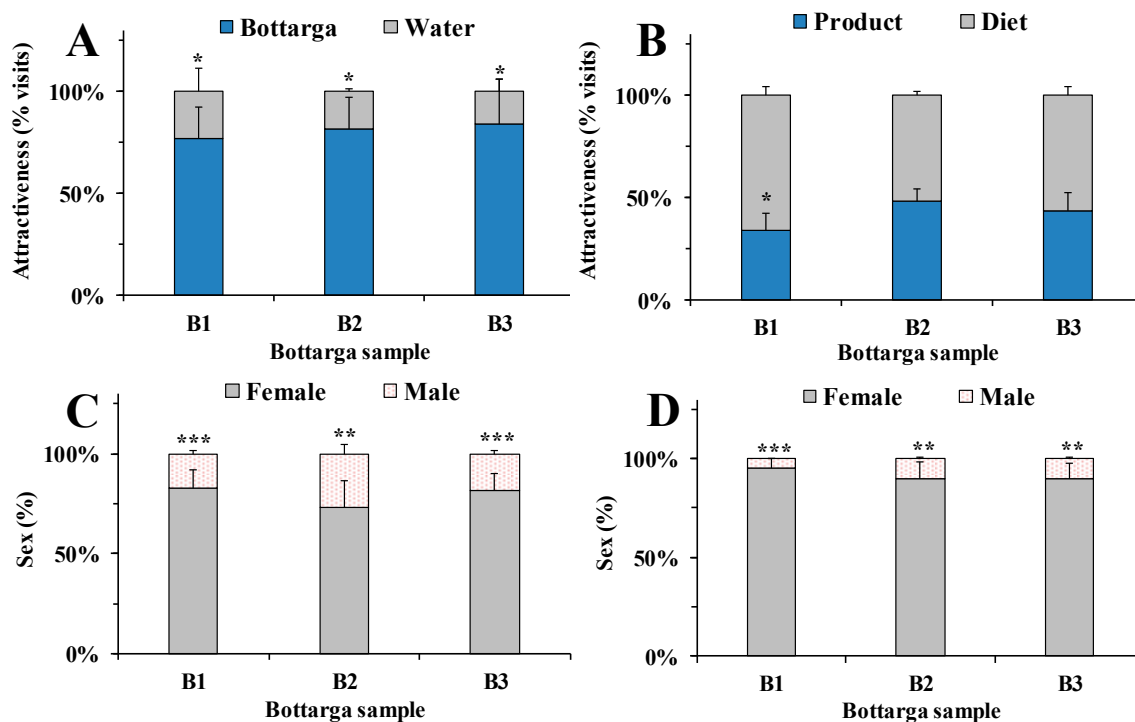 A
Bottarga Water
Attractiveness (% visits)
100%
50%
0%
* * *
B1 B2 B3
Bottarga sample
B
Product Diet
Attractiveness (% visits)
100%
50%
0%
*
B1 B2 B3
Bottarga sample
C
Female Male
Sex (%)
100%
50%
0%
*** ** ***
B1 B2 B3
Bottarga sample
D
Female Male
Sex (%)
100%
50%
0%
*** ** **
B1 B2 B3
Bottarga sample